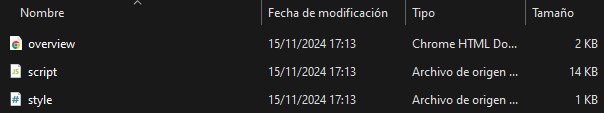 Nombre Fecha de modificación Tipo Tamaño
overview 15/11/2024 17:13 Chrome HTML Do... 2 KB
JS script 15/11/2024 17:13 Archivo de origen ... 14 KB
# style 15/11/2024 17:13 Archivo de origen ... 1 KB